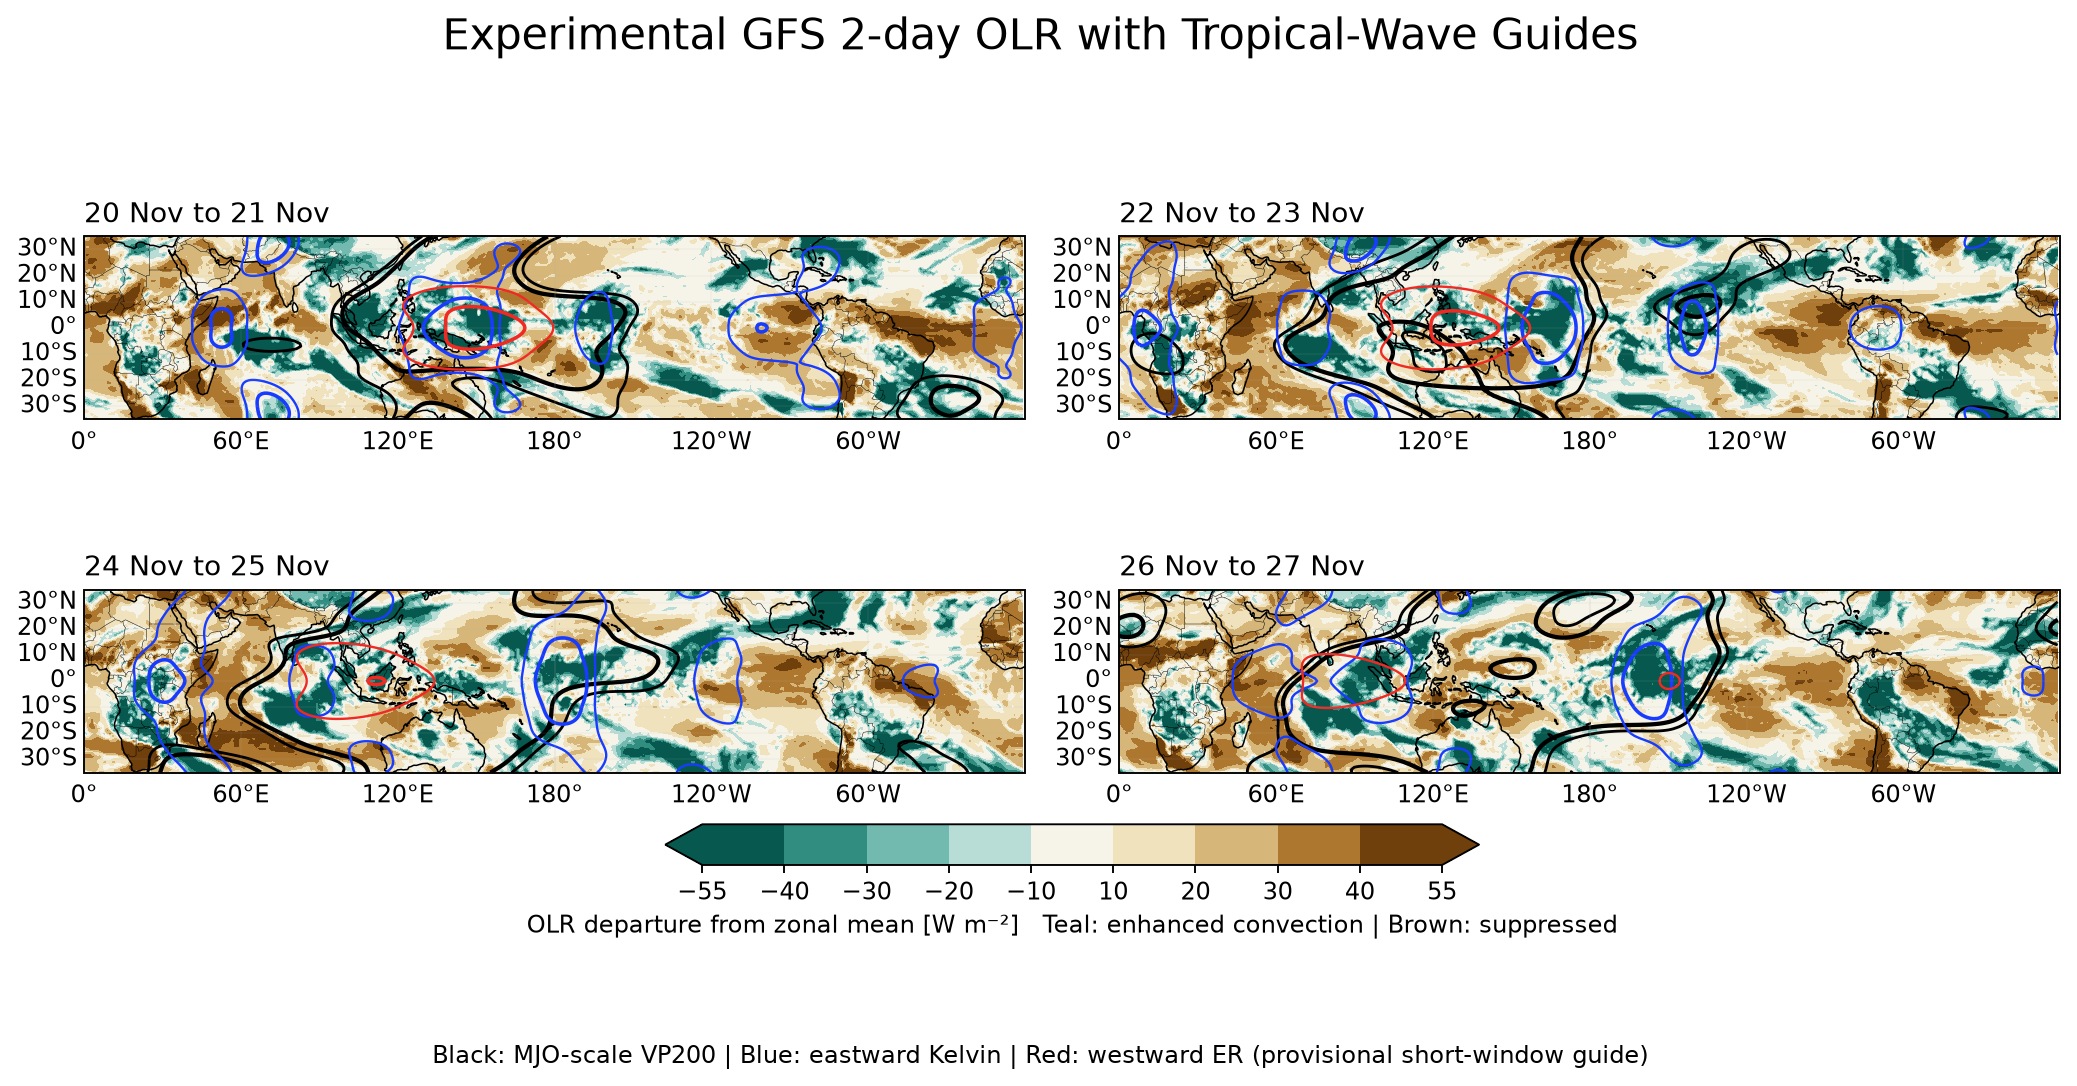 Experimental GFS 2-day OLR with Tropical-Wave Guides
20 Nov to 21 Nov
30°N
20°N
10°N
0°
10°S
20°S
30°S
0° 60°E 120°E 180° 120°W 60°W
22 Nov to 23 Nov
30°N
20°N
10°N
0°
10°S
20°S
30°S
0° 60°E 120°E 180° 120°W 60°W
24 Nov to 25 Nov
30°N
20°N
10°N
0°
10°S
20°S
30°S
0° 60°E 120°E 180° 120°W 60°W
26 Nov to 27 Nov
30°N
20°N
10°N
0°
10°S
20°S
30°S
0° 60°E 120°E 180° 120°W 60°W
−55 −40 −30 −20 −10 10 20 30 40 55
OLR departure from zonal mean [W m⁻²] Teal: enhanced convection | Brown: suppressed
Black: MJO-scale VP200 | Blue: eastward Kelvin | Red: westward ER (provisional short-window guide)